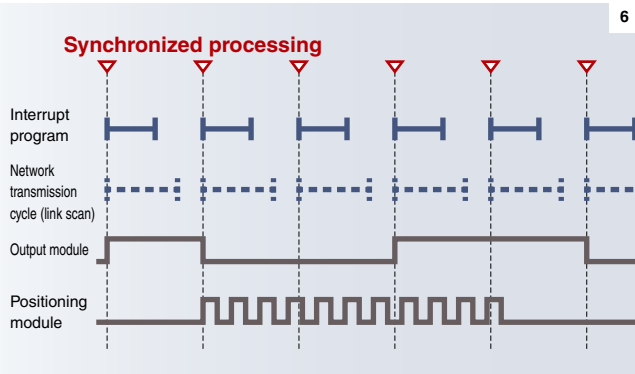 6
Synchronized processing
Interrupt
program
Network
transmission
cycle (link scan)
Output module
Positioning
module